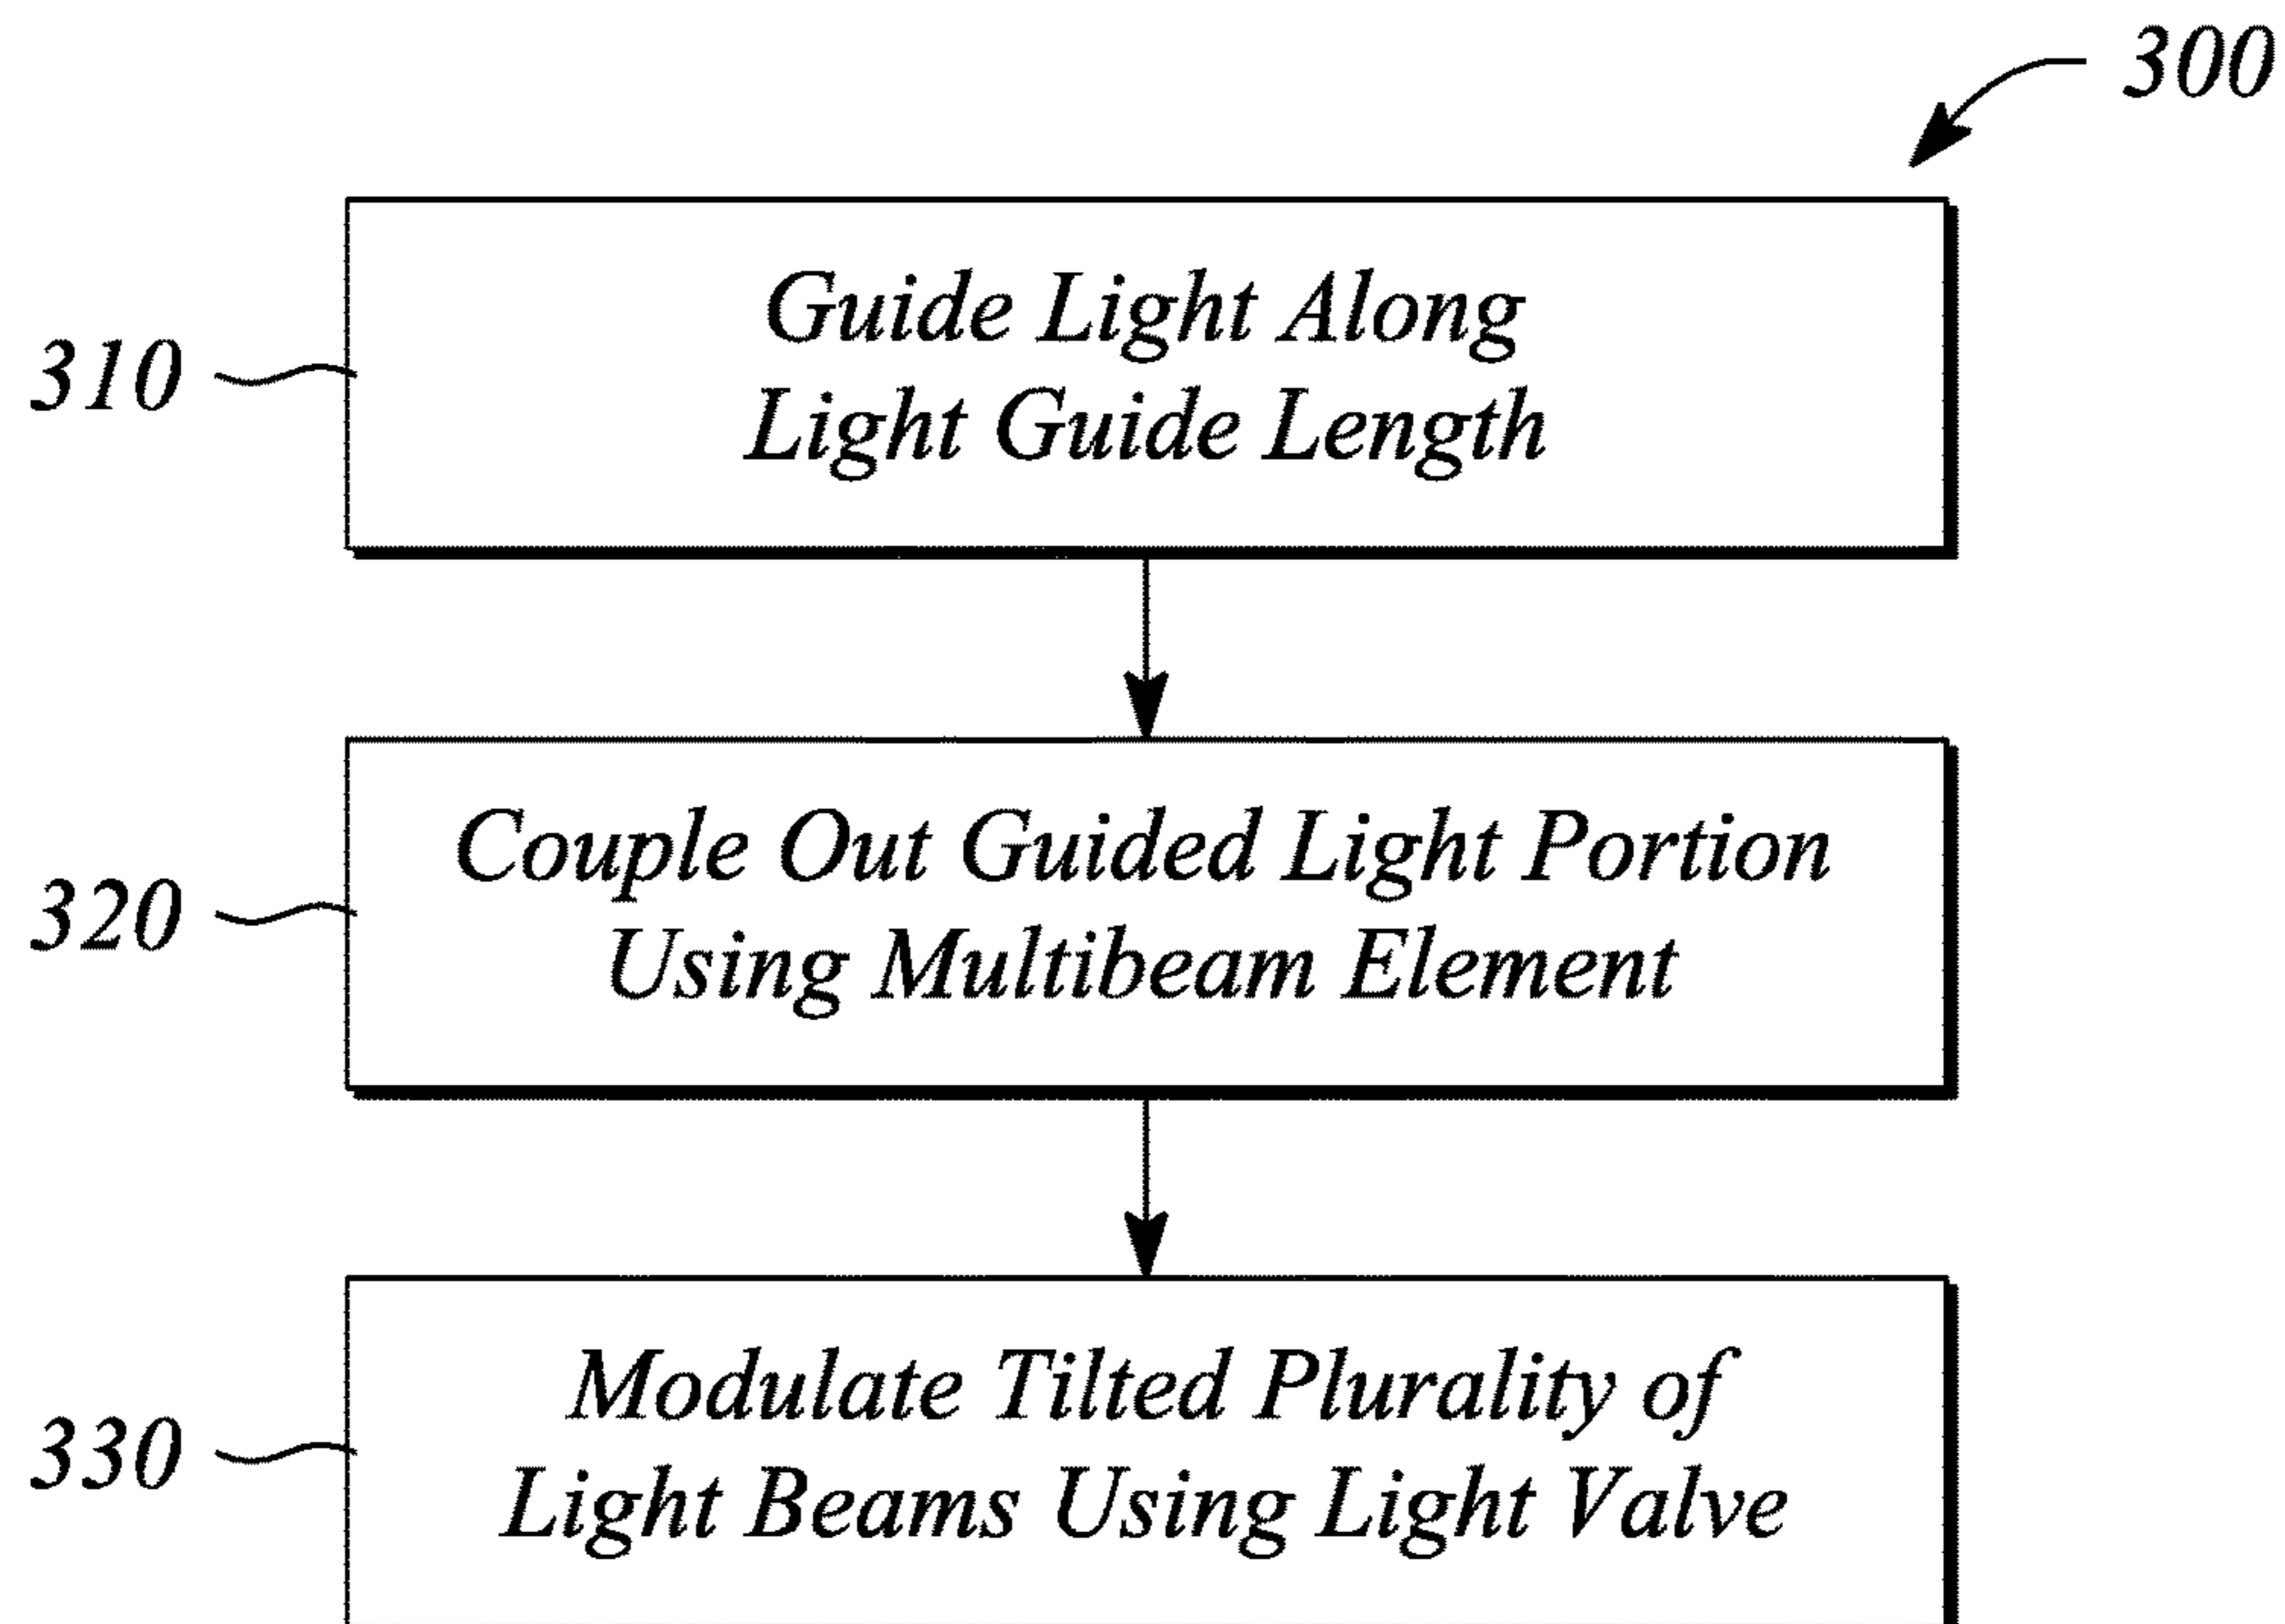 300
310
Guide Light Along
Light Guide Length
320
Couple Out Guided Light Portion
Using Multibeam Element
330
Modulate Tilted Plurality of
Light Beams Using Light Valve